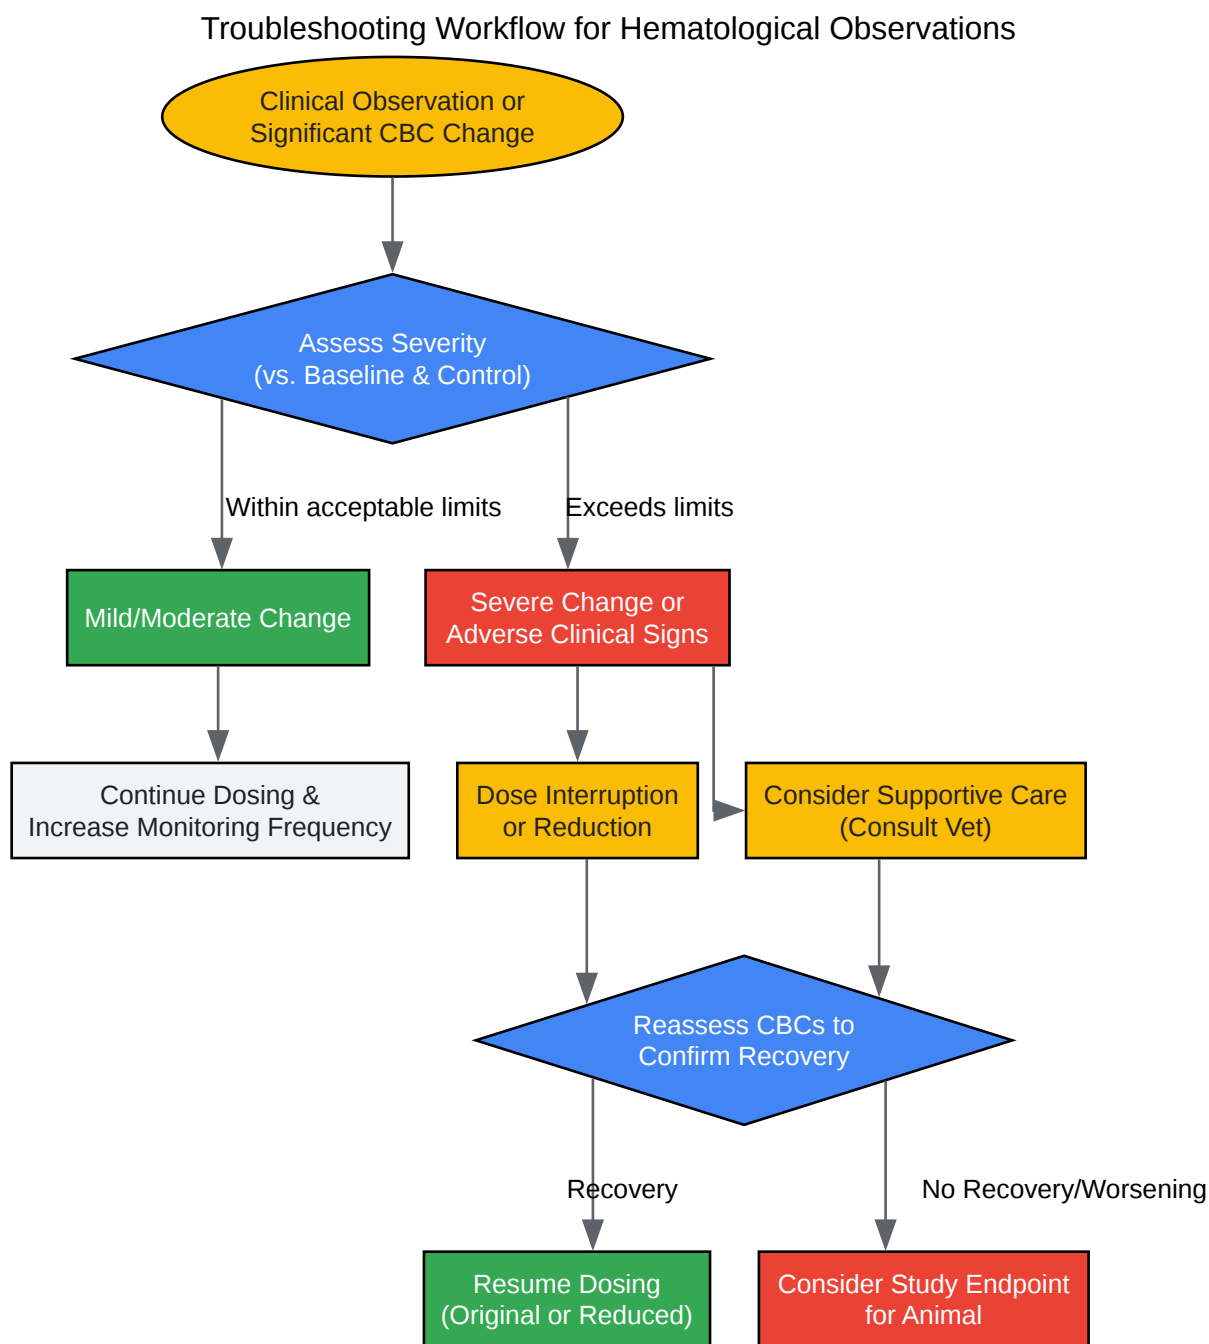 Troubleshooting Workflow for Hematological Observations
Clinical Observation or
Significant CBC Change
Assess Severity
(vs. Baseline & Control)
Within acceptable limits
Exceeds limits
Mild/Moderate Change
Severe Change or
Adverse Clinical Signs
Continue Dosing &
Increase Monitoring Frequency
Dose Interruption
or Reduction
Consider Supportive Care
(Consult Vet)
Reassess CBCs to
Confirm Recovery
Recovery
No Recovery/Worsening
Resume Dosing
(Original or Reduced)
Consider Study Endpoint
for Animal